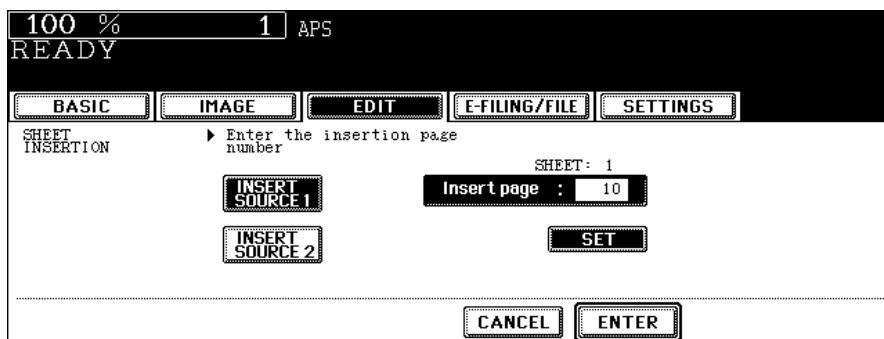 100 % 1 APS
READY
BASIC IMAGE EDIT E-FILING/FILE SETTINGS
SHEET
INSERTION
Enter the insertion page
number
SHEET: 1
INSERT
SOURCE 1
Insert page : 10
INSERT
SOURCE 2
SET
CANCEL ENTER